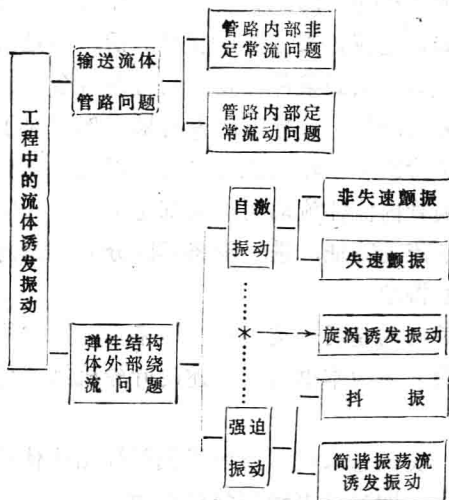 工程中的流体诱发振动
输送流体
管路问题
管路内部非
定常流问题
管路内部定
常流动问题
弹性结构
体外部绕
流问题
自激
振动
非失速颤振
失速颤振
*
旋涡诱发振动
强迫
振动
抖振
简谐振荡流
诱发振动